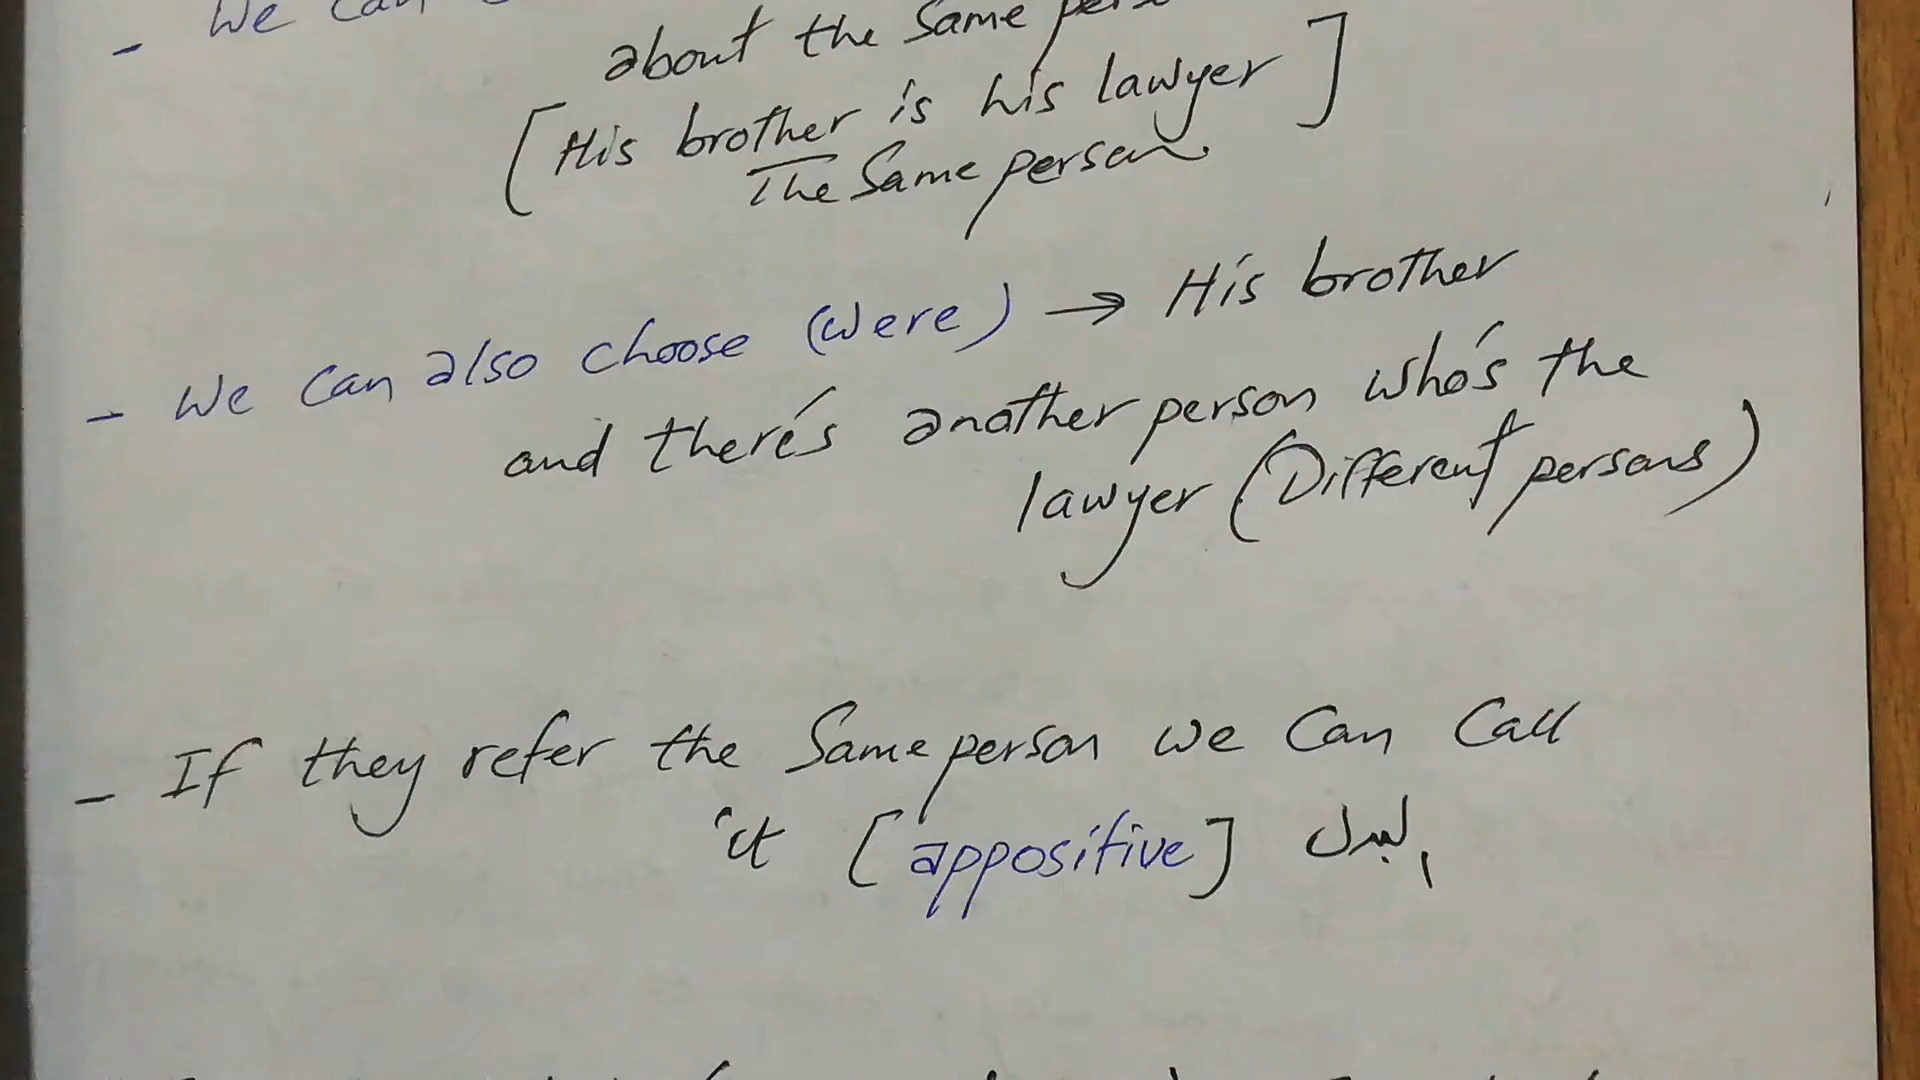 - We can
about the same
[His brother is his lawyer]
The same person
- We can also choose (were) → His brother
and there's another person who's the
lawyer (Different persons)
- If they refer the same person we can call
it [appositive] البدل